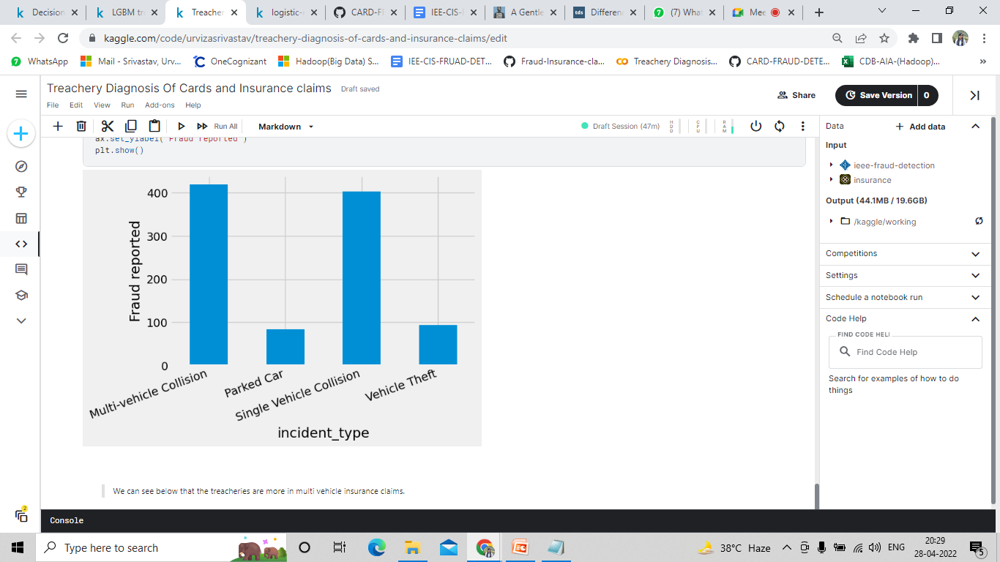 Decision
LGBM tr
Treacher
logistic-
CARD-F
IEE-CIS-
A Gentle
tds
Differen
(7) What
Mee
kaggle.com/code/urvizasrivastav/treachery-diagnosis-of-cards-and-insurance-claims/edit
WhatsApp
Mail - Srivastav, Urv...
OneCognizant
Hadoop(Big Data) S...
IEE-CIS-FRUAD-DET...
Fraud-Insurance-cla...
Treachery Diagnosis...
CARD-FRAUD-DETE...
CDB-AIA-(Hadoop)...
»
Treachery Diagnosis Of Cards and Insurance claims Draft saved
File Edit View Run Add-ons Help
Share
Save Version 0
Run All
Markdown
Draft Session (47m)
HDD
CPU
RAM
ax.set_ylabel('Fraud reported')
plt.show()
400
300
200
100
0
Fraud reported
Multi-vehicle Collision
Parked Car
Single Vehicle Collision
Vehicle Theft
incident_type
We can see below that the treacheries are more in multi vehicle insurance claims.
Console
Data
Add data
Input
ieee-fraud-detection
insurance
Output (44.1MB / 19.6GB)
/kaggle/working
Competitions
Settings
Schedule a notebook run
Code Help
FIND CODE HEL
Find Code Help
Search for examples of how to do
things
2
Type here to search
38°C Haze
ENG
20:29
28-04-2022
5